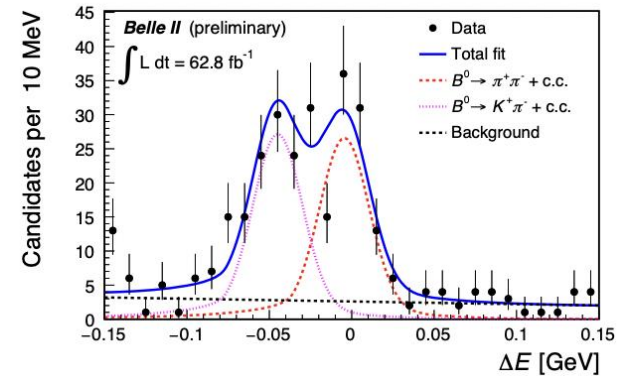 Belle II (preliminary)
∫ L dt = 62.8 fb⁻¹
Data
Total fit
B⁰→ π⁺π⁻ + c.c.
B⁰→ K⁺π⁻ + c.c.
Background
Candidates per 10 MeV
45
40
35
30
25
20
15
10
5
0
−0.15 −0.1 −0.05 0 0.05 0.1 0.15
ΔE [GeV]